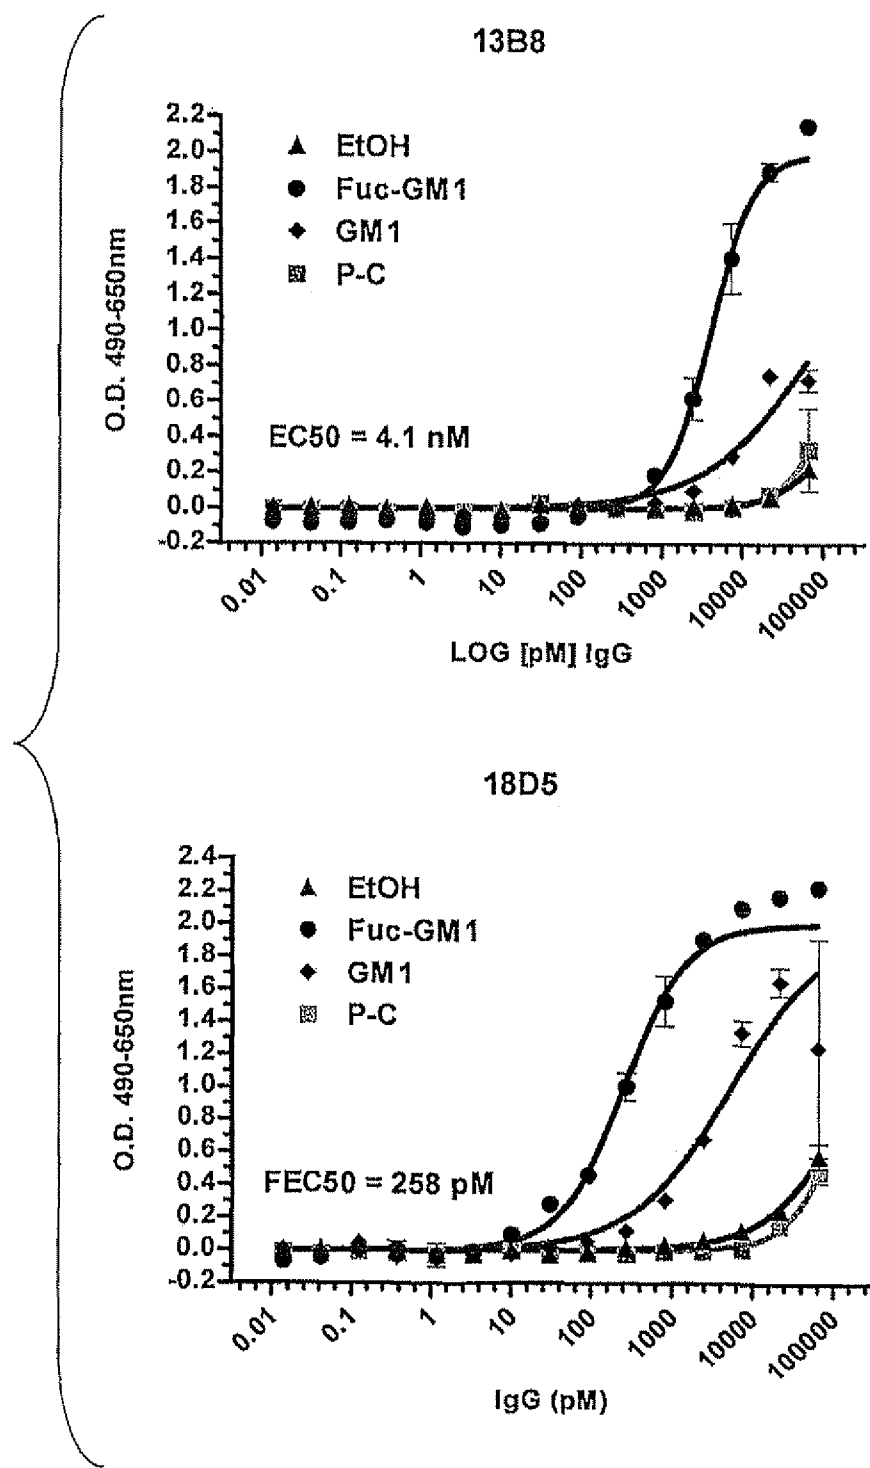 13B8
2.2
2.0
1.8
1.6
1.4
1.2
1.0
0.8
0.6
0.4
0.2
0.0
-0.2
O.D. 490-650nm
EtOH
Fuc-GM1
GM1
P-C
EC50 = 4.1 nM
0.01
0.1
1
10
100
1000
10000
100000
LOG [pM] IgG
18D5
2.4
2.2
2.0
1.8
1.6
1.4
1.2
1.0
0.8
0.6
0.4
0.2
0.0
-0.2
O.D. 490-650nm
EtOH
Fuc-GM1
GM1
P-C
FEC50 = 258 pM
0.01
0.1
1
10
100
1000
10000
100000
IgG (pM)